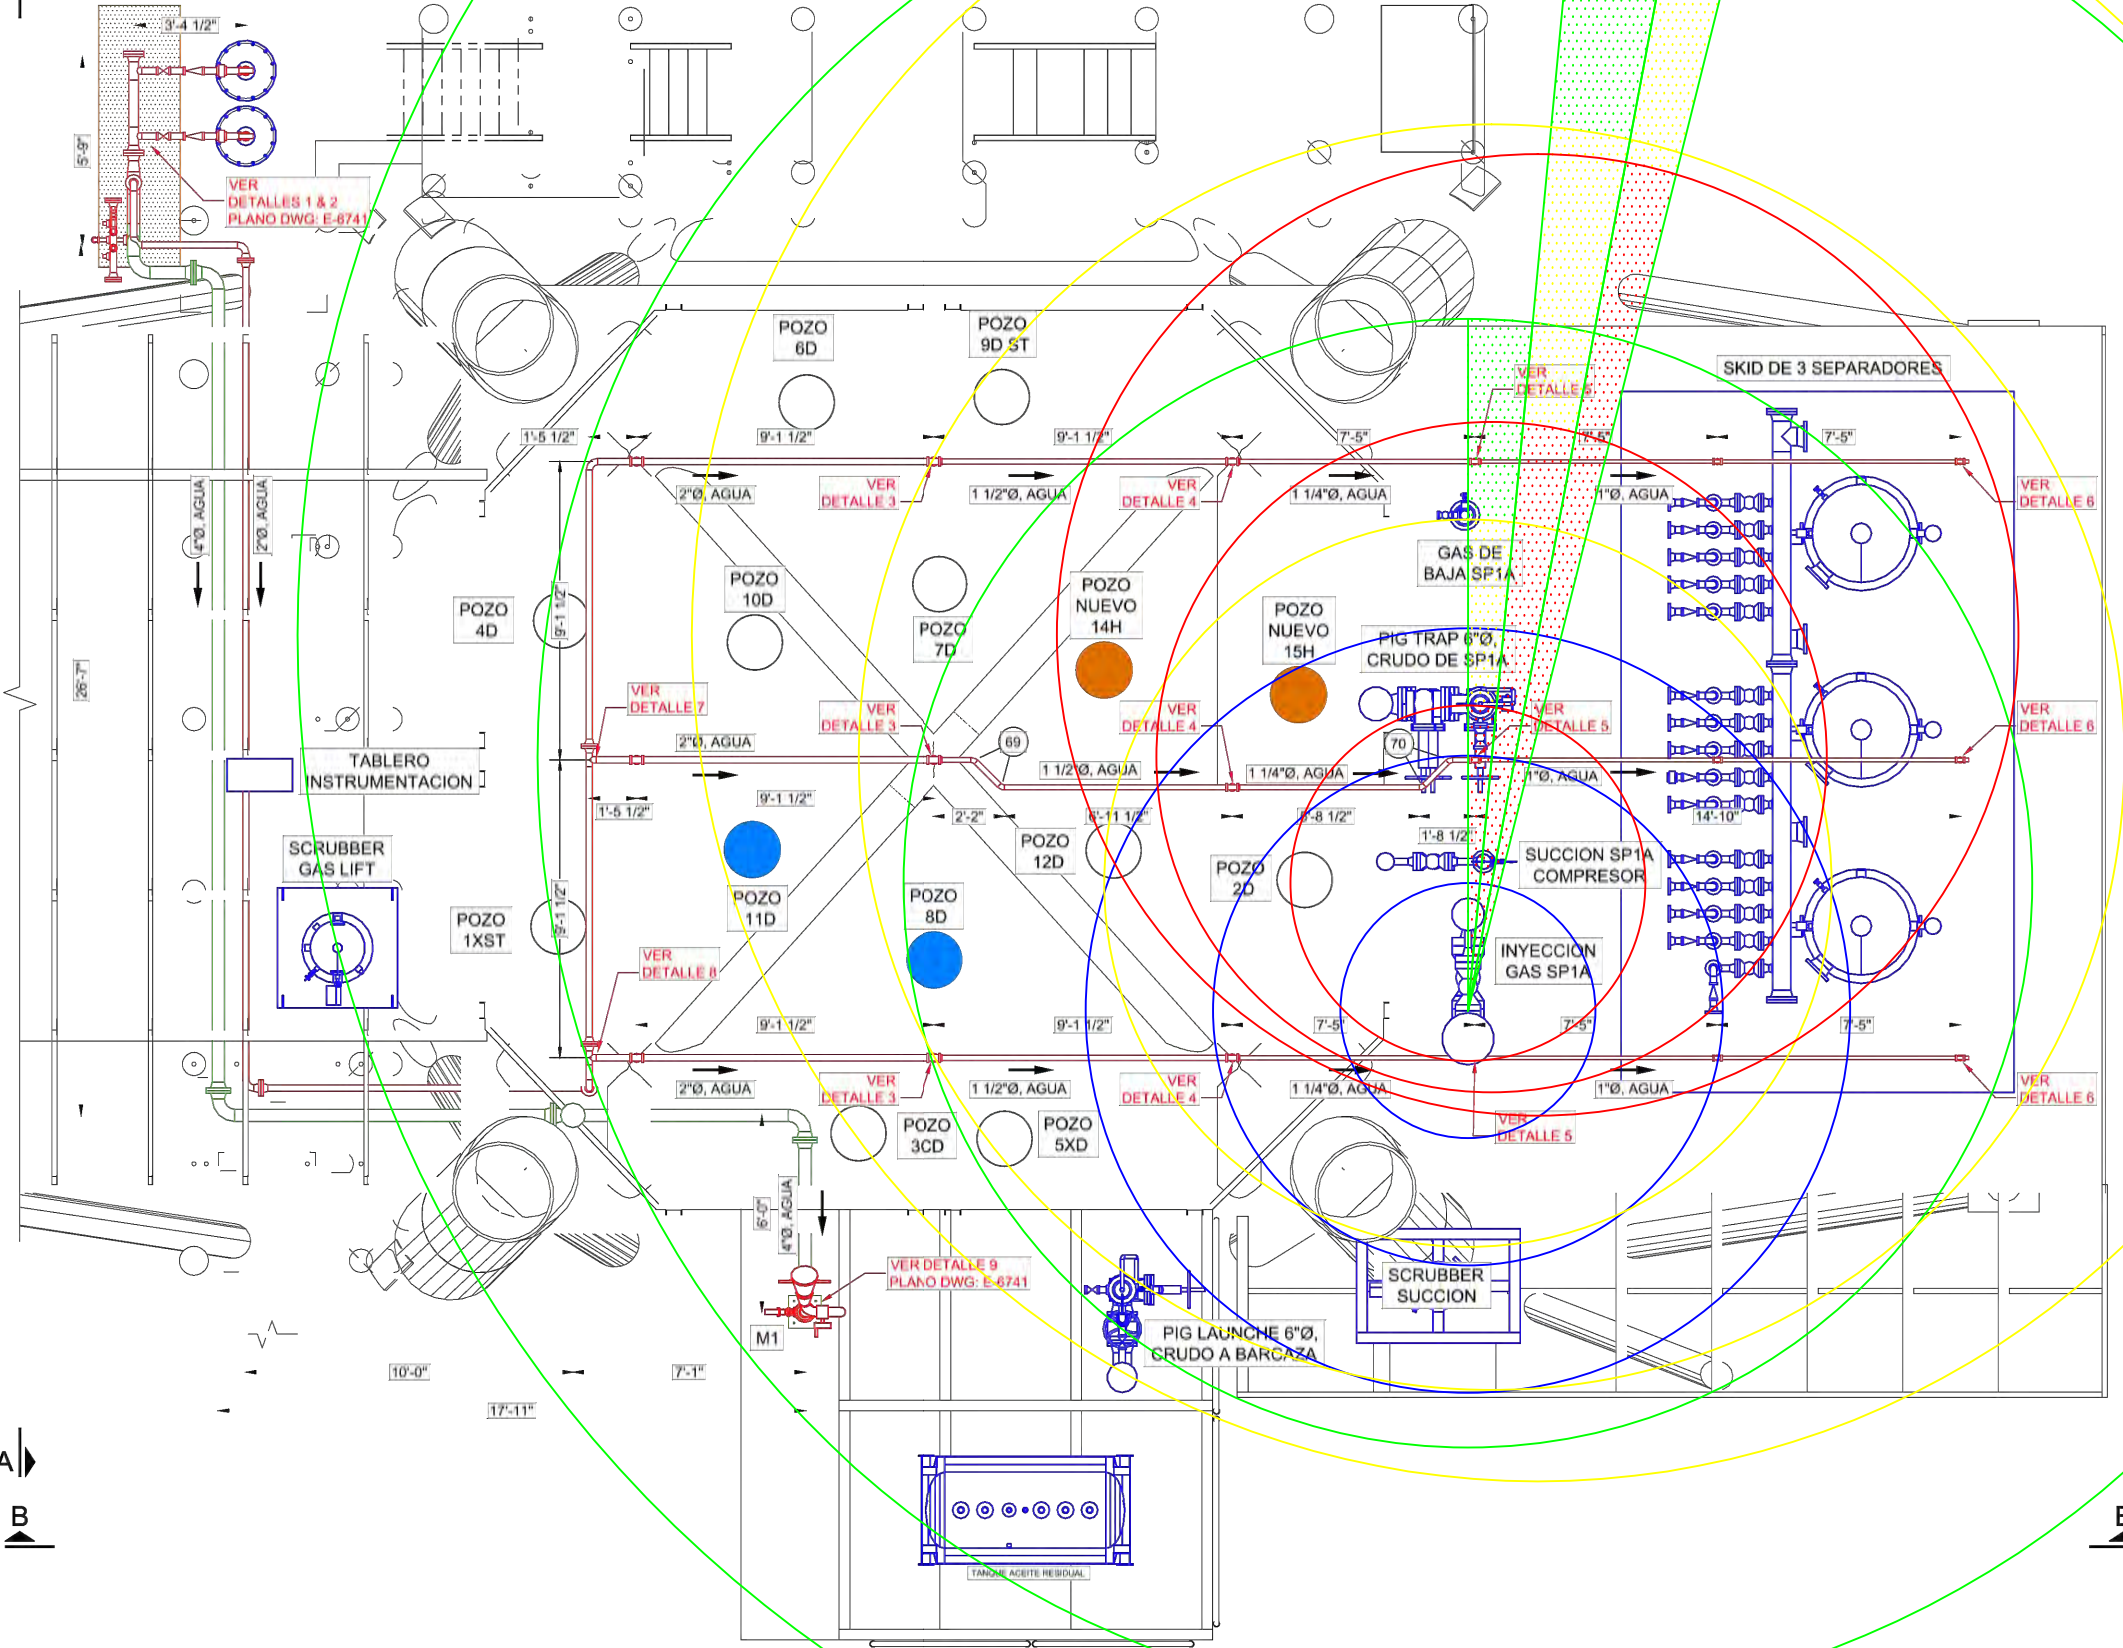 3'-4 1/2"
5'-9"
VER
DETALLES 1 & 2
PLANO DWG: E-6741
POZO
6D
POZO
9D ST
SKID DE 3 SEPARADORES
VER
DETALLE 5
1'-5 1/2"
9'-1 1/2"
9'-1 1/2"
7'-5"
7'-5"
7'-5"
4"Ø, AGUA
2"Ø, AGUA
2"Ø, AGUA
VER
DETALLE 3
1 1/2"Ø, AGUA
VER
DETALLE 4
1 1/4"Ø, AGUA
1"Ø, AGUA
VER
DETALLE 6
GAS DE
BAJA SP1A
POZO
4D
9'-1 1/2"
POZO
10D
POZO
7D
POZO
NUEVO
14H
POZO
NUEVO
15H
PIG TRAP 6"Ø,
CRUDO DE SP1A
26'-7"
VER
DETALLE 7
VER
DETALLE 3
VER
DETALLE 4
VER
DETALLE 5
VER
DETALLE 6
2"Ø, AGUA
69
70
1 1/2"Ø, AGUA
1 1/4"Ø, AGUA
1"Ø, AGUA
TABLERO
INSTRUMENTACION
1'-5 1/2"
9'-1 1/2"
2'-2"
6'-11 1/2"
5'-8 1/2"
1'-8 1/2"
14'-10"
SCRUBBER
GAS LIFT
POZO
12D
POZO
2D
SUCCION SP1A
COMPRESOR
POZO
1XST
9'-1 1/2"
POZO
11D
POZO
8D
INYECCION
GAS SP1A
VER
DETALLE 8
9'-1 1/2"
9'-1 1/2"
7'-5"
7'-5"
7'-5"
2"Ø, AGUA
VER
DETALLE 3
1 1/2"Ø, AGUA
VER
DETALLE 4
1 1/4"Ø, AGUA
1"Ø, AGUA
VER
DETALLE 6
POZO
3CD
POZO
5XD
VER
DETALLE 5
6'-0"
4"Ø, AGUA
VER DETALLE 9
PLANO DWG: E-6741
M1
SCRUBBER
SUCCION
PIG LAUNCHE 6"Ø,
CRUDO A BARCAZA
10'-0"
7'-1"
17'-11"
A
B
TANQUE ACEITE RESIDUAL